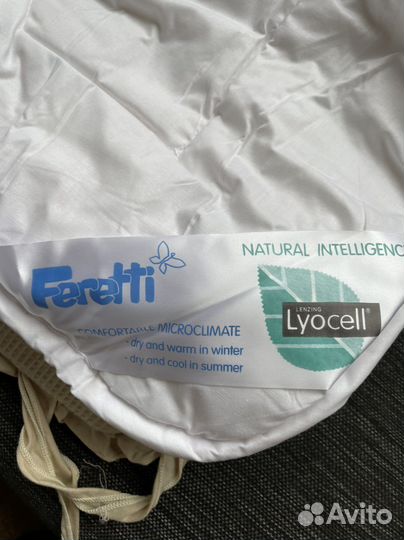 Feretti
COMFORTABLE MICROCLIMATE
- dry and warm in winter
- dry and cool in summer
NATURAL INTELLIGENC
LENZING
Lyocell
Avito